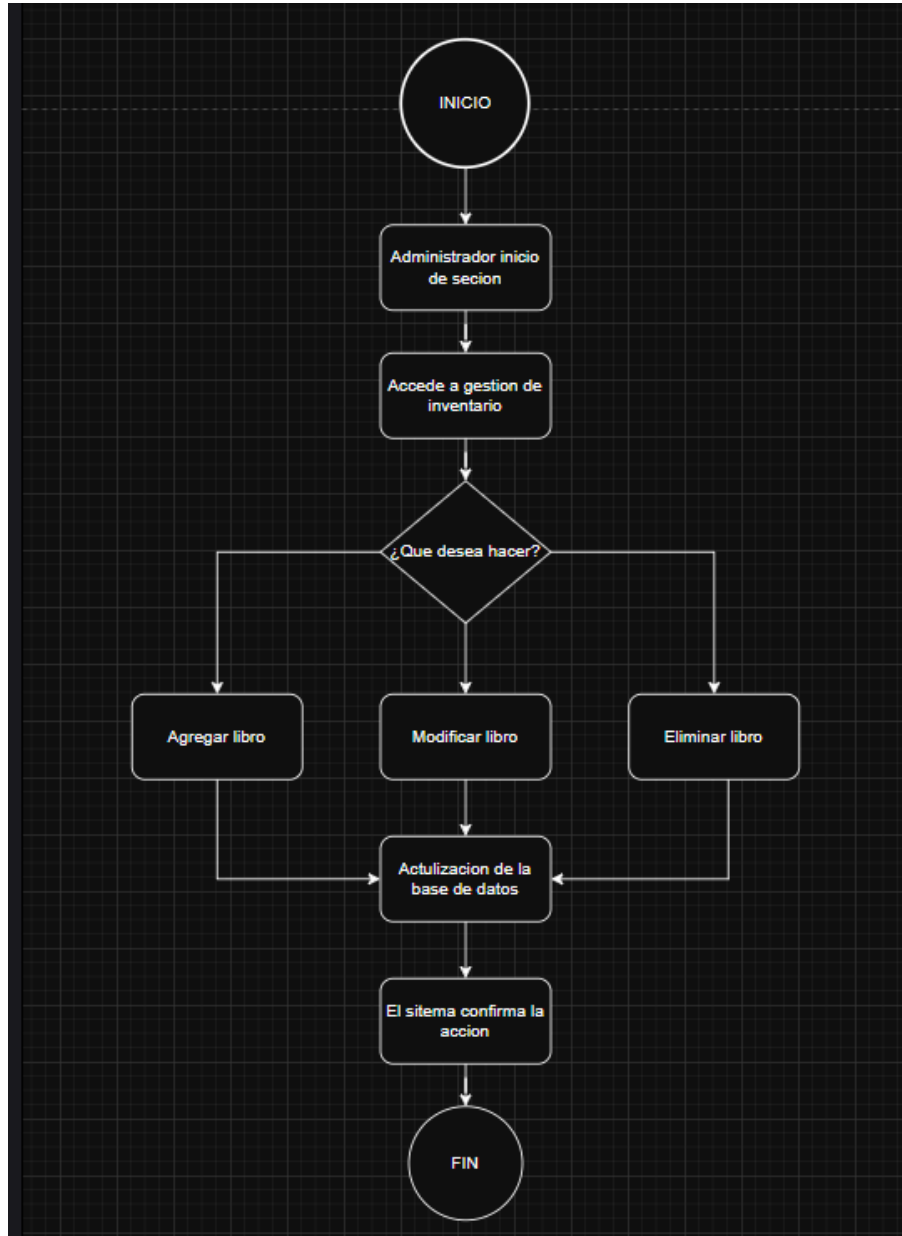 INICIO
Administrador inicio
de secion
Accede a gestion de
inventario
¿Que desea hacer?
Agregar libro
Modificar libro
Eliminar libro
Actulizacion de la
base de datos
El sitema confirma la
accion
FIN